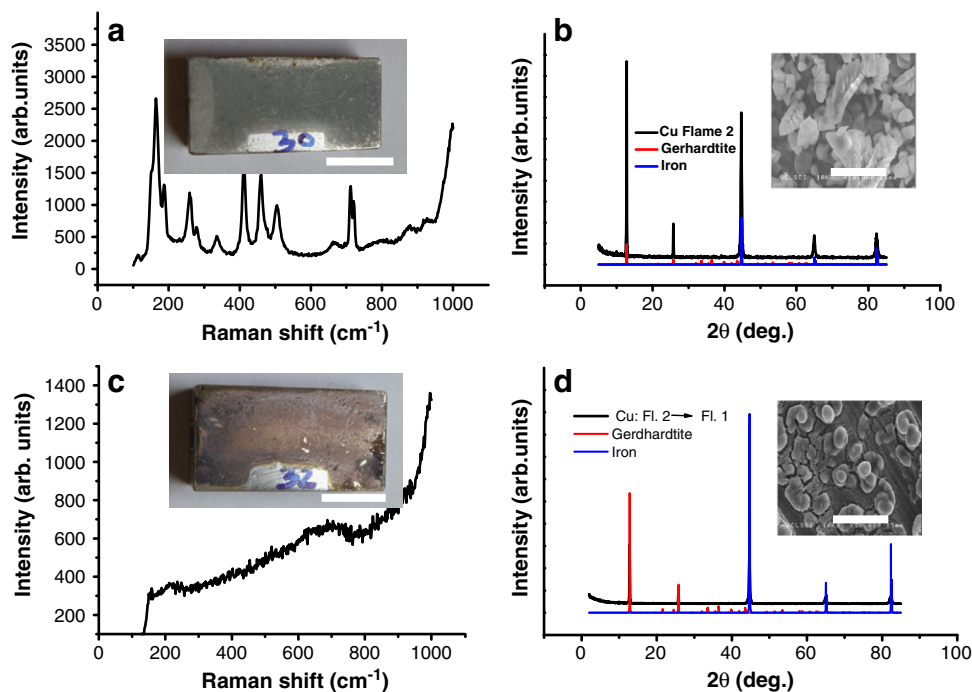 a
3500
3000
2500
2000
1500
1000
500
0
Intensity (arb.units)
30
0 200 400 600 800 1000
Raman shift (cm-1)
b
Intensity (arb.units)
Cu Flame 2
Gerhardtite
Iron
0 20 40 60 80 100
2θ (deg.)
c
1400
1200
1000
800
600
400
200
Intensity (arb. units)
32
200 400 600 800 1000
Raman shift (cm-1)
d
Intensity (arb.units)
Cu: Fl. 2→ Fl. 1
Gerdhardtite
Iron
0 20 40 60 80 100
2θ (deg.)